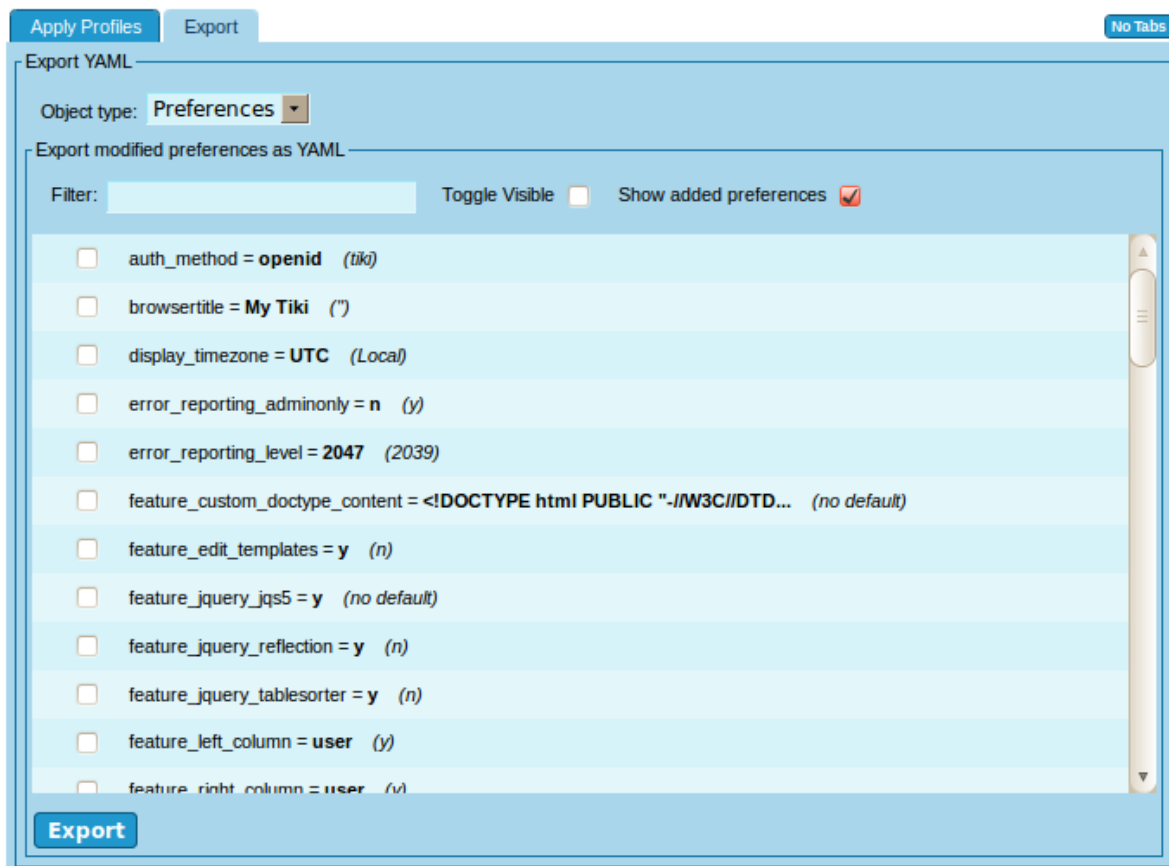 Apply Profiles Export No Tabs
Export YAML
Object type: Preferences
Export modified preferences as YAML
Filter: Toggle Visible Show added preferences
auth_method = openid (tiki)
browsertitle = My Tiki ('')
display_timezone = UTC (Local)
error_reporting_adminonly = n (y)
error_reporting_level = 2047 (2039)
feature_custom_doctype_content = <!DOCTYPE html PUBLIC "-//W3C//DTD... (no default)
feature_edit_templates = y (n)
feature_jquery_jqs5 = y (no default)
feature_jquery_reflection = y (n)
feature_jquery_tablesorter = y (n)
feature_left_column = user (y)
feature_right_column = user (y)
Export